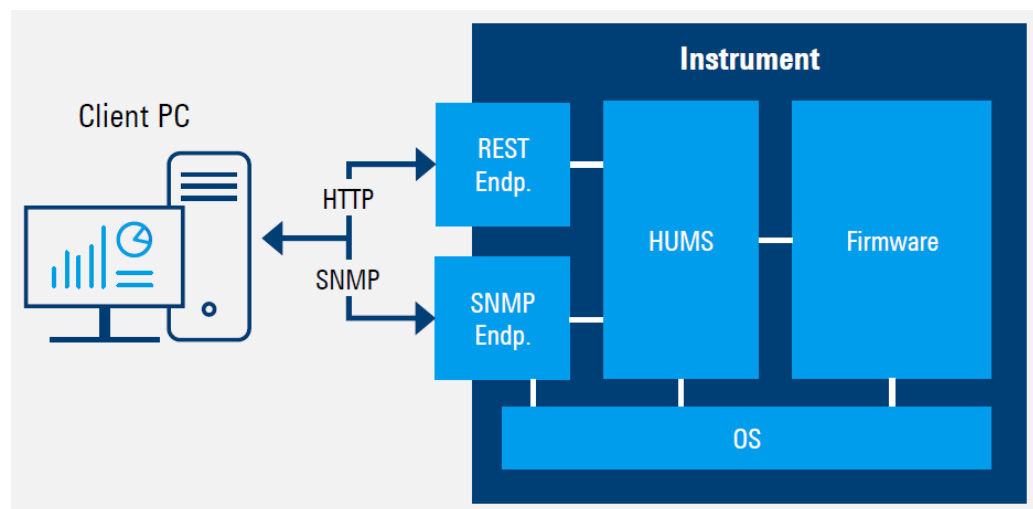 Instrument
Client PC
REST
Endp.
HTTP
SNMP
SNMP
Endp.
HUMS
Firmware
OS